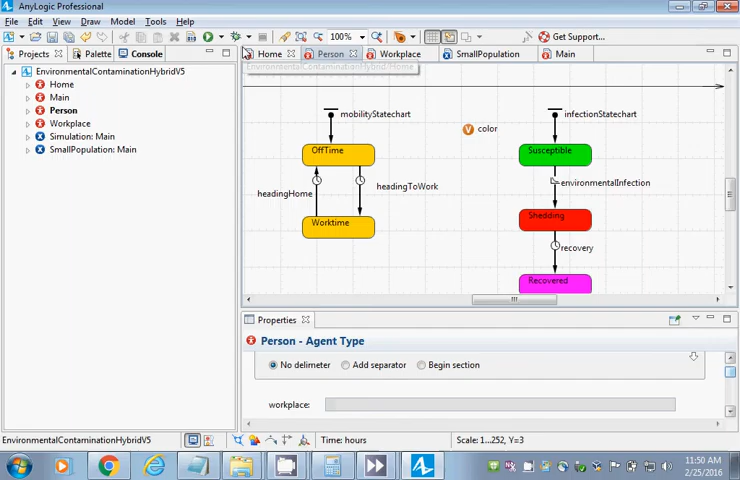 AnyLogic Professional
File Edit View Draw Model Tools Help
100% Get Support...
Projects Palette Console
Home Person Workplace SmallPopulation Main
EnvironmentalContaminationHybrid/Home
EnvironmentalContaminationHybridV5
Home
Main
Person
Workplace
Simulation: Main
SmallPopulation: Main
mobilityStatechart
OffTime
headingHome
headingToWork
Worktime
V color
infectionStatechart
Susceptible
environmentalInfection
Shedding
recovery
Recovered
Properties
Person - Agent Type
No delimeter Add separator Begin section
workplace:
EnvironmentalContaminationHybridV5
Time: hours
Scale: 1...252, Y=3
11:50 AM
2/25/2016